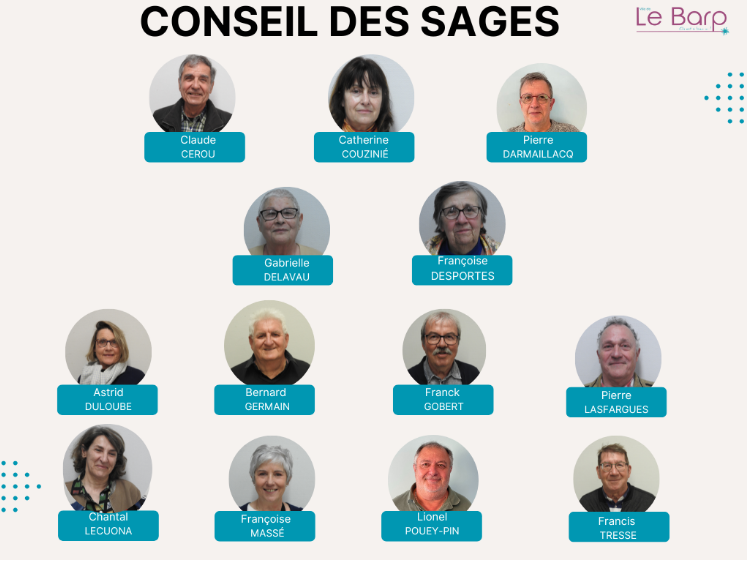 CONSEIL DES SAGES
Le Barp
Claude
CEROU
Catherine
COUZINIÉ
Pierre
DARMAILLACQ
Gabrielle
DELAVAU
Françoise
DESPORTES
Astrid
DULOUBE
Bernard
GERMAIN
Franck
GOBERT
Pierre
LASFARGUES
Chantal
LECUONA
Françoise
MASSÉ
Lionel
POUEY-PIN
Francis
TRESSE